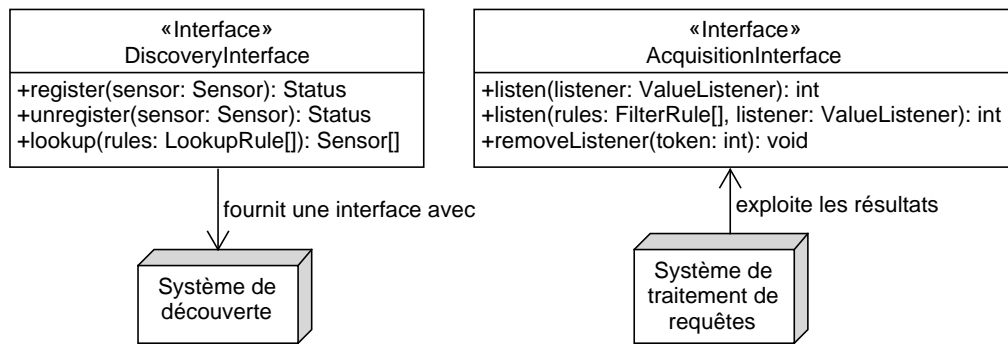 «Interface»
DiscoveryInterface
+register(sensor: Sensor): Status
+unregister(sensor: Sensor): Status
+lookup(rules: LookupRule[]): Sensor[]
fournit une interface avec
Système de
découverte
«Interface»
AcquisitionInterface
+listen(listener: ValueListener): int
+listen(rules: FilterRule[], listener: ValueListener): int
+removeListener(token: int): void
exploite les résultats
Système de
traitement de
requêtes